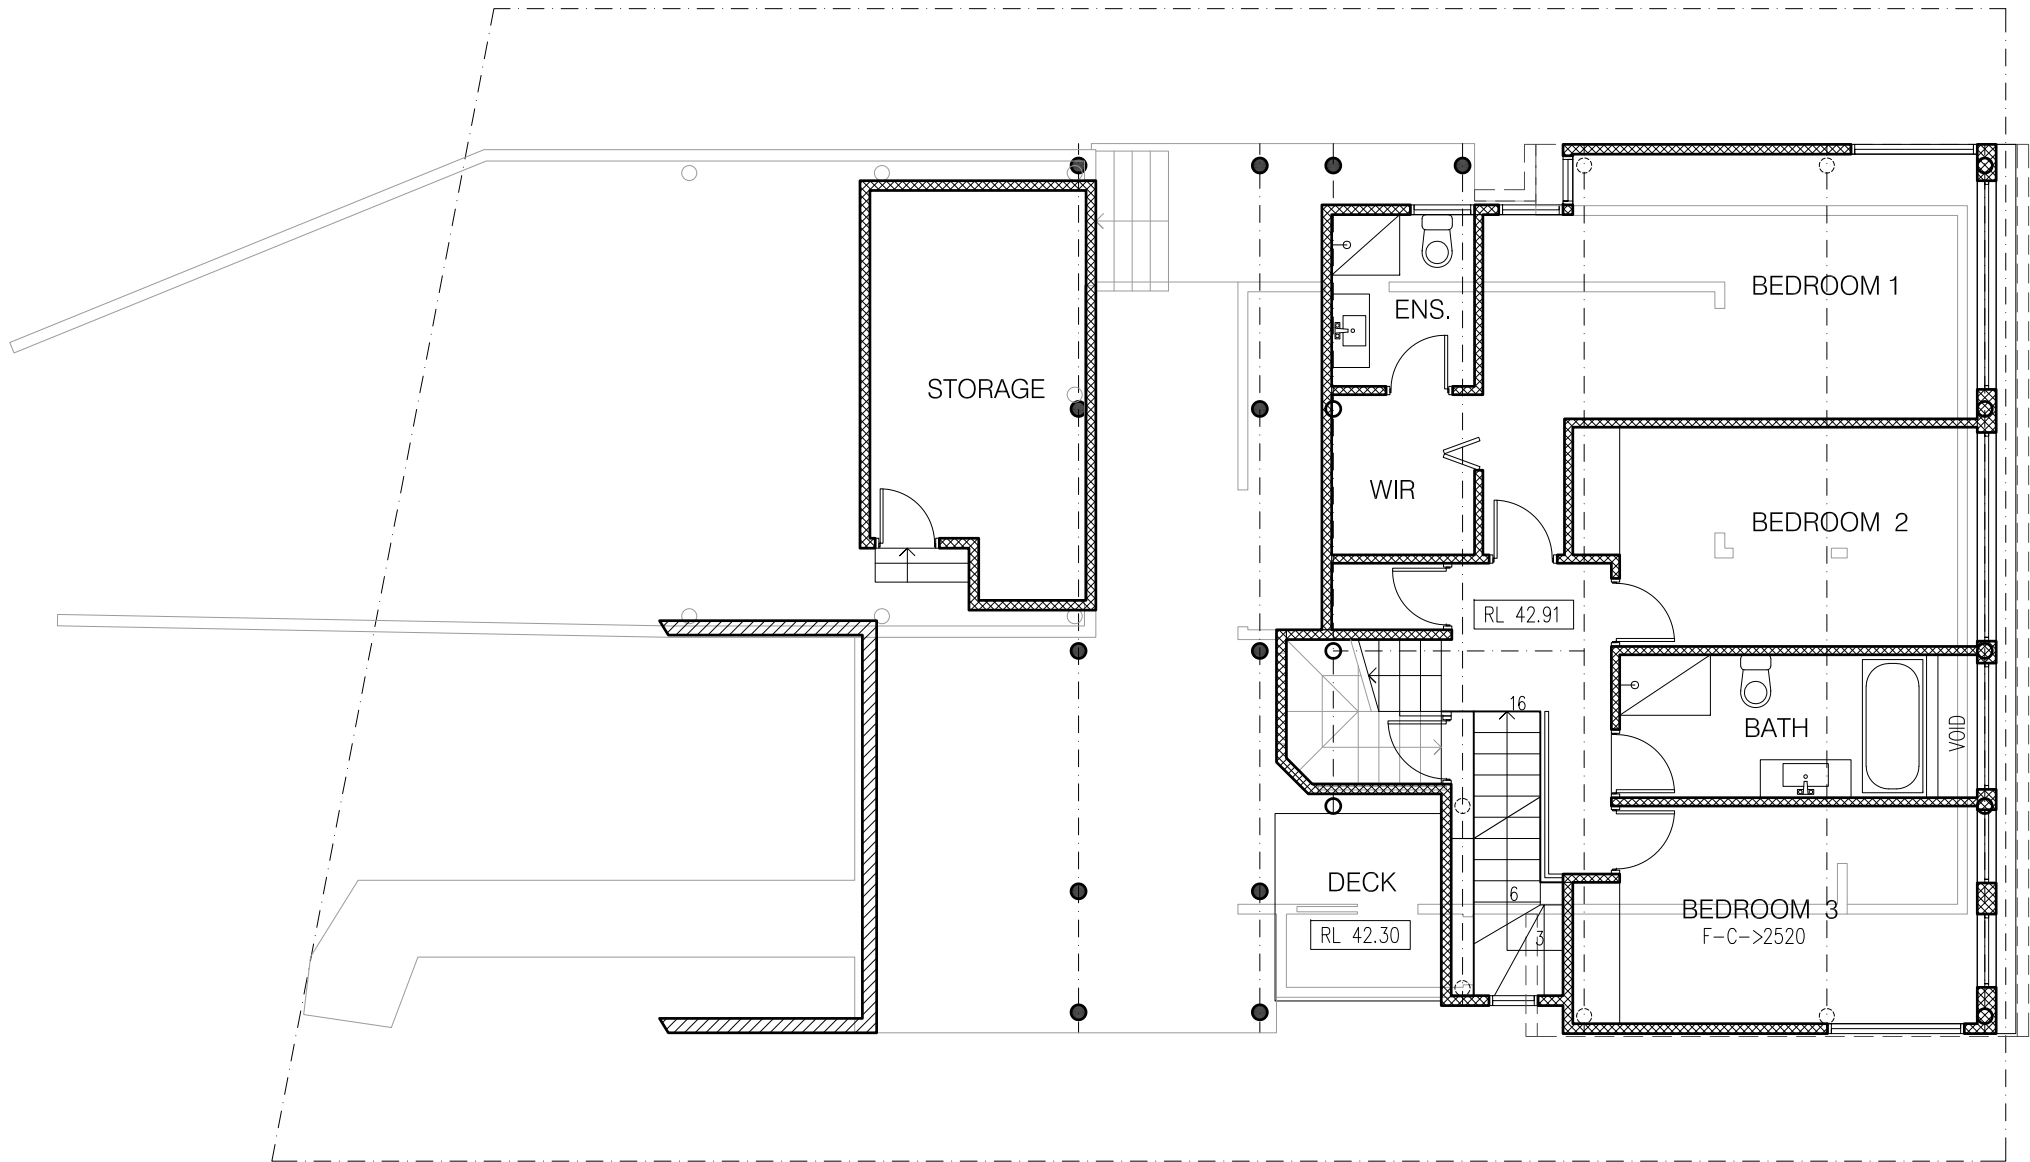 BEDROOM 1
ENS.
STORAGE
WIR
BEDROOM 2
RL 42.91
16
BATH
VOID
DECK
6
BEDROOM 3
RL 42.30
3
F-C->2520